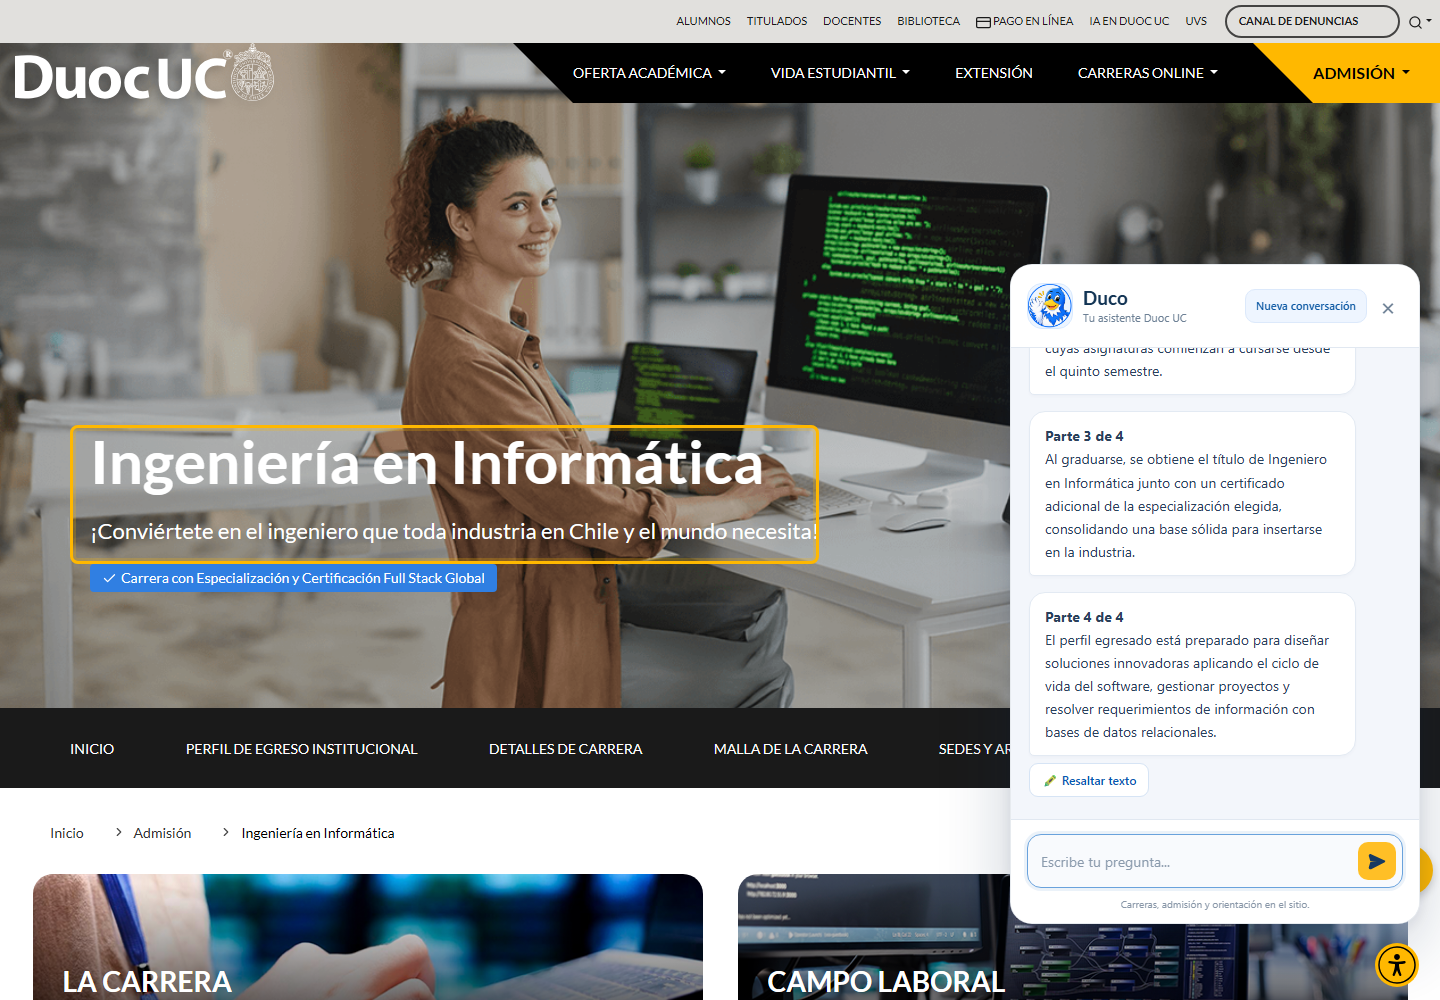 ALUMNOS TITULADOS DOCENTES BIBLIOTECA PAGO EN LÍNEA IA EN DUOC UC UVS CANAL DE DENUNCIAS
DuocUC®
OFERTA ACADÉMICA VIDA ESTUDIANTIL EXTENSIÓN CARRERAS ONLINE ADMISIÓN
Ingeniería en Informática
¡Conviértete en el ingeniero que toda industria en Chile y el mundo necesita!
Carrera con Especialización y Certificación Full Stack Global
INICIO PERFIL DE EGRESO INSTITUCIONAL DETALLES DE CARRERA MALLA DE LA CARRERA SEDES Y AR
Inicio > Admisión > Ingeniería en Informática
LA CARRERA
CAMPO LABORAL
Duco
Tu asistente Duoc UC
Nueva conversación
cuyas asignaturas comienzan a cursarse desde
el quinto semestre.
Parte 3 de 4
Al graduarse, se obtiene el título de Ingeniero
en Informática junto con un certificado
adicional de la especialización elegida,
consolidando una base sólida para insertarse
en la industria.
Parte 4 de 4
El perfil egresado está preparado para diseñar
soluciones innovadoras aplicando el ciclo de
vida del software, gestionar proyectos y
resolver requerimientos de información con
bases de datos relacionales.
Resaltar texto
Escribe tu pregunta...
Carreras, admisión y orientación en el sitio.